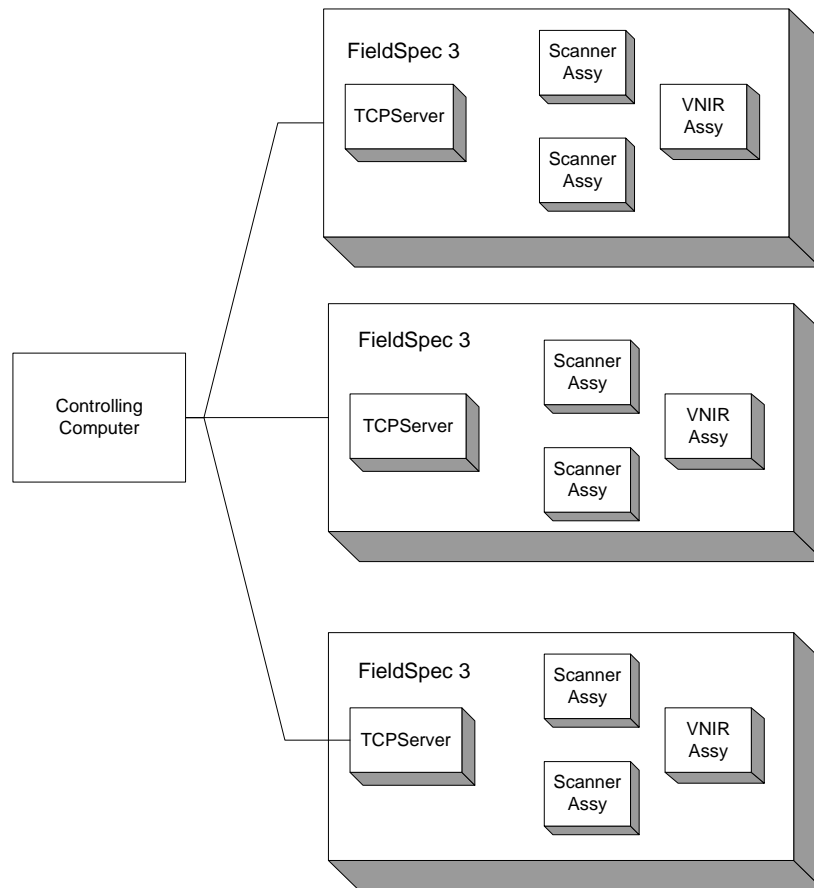 FieldSpec 3
Scanner
Assy
TCPServer
VNIR
Assy
Scanner
Assy
Controlling
Computer
FieldSpec 3
Scanner
Assy
TCPServer
VNIR
Assy
Scanner
Assy
FieldSpec 3
Scanner
Assy
TCPServer
VNIR
Assy
Scanner
Assy